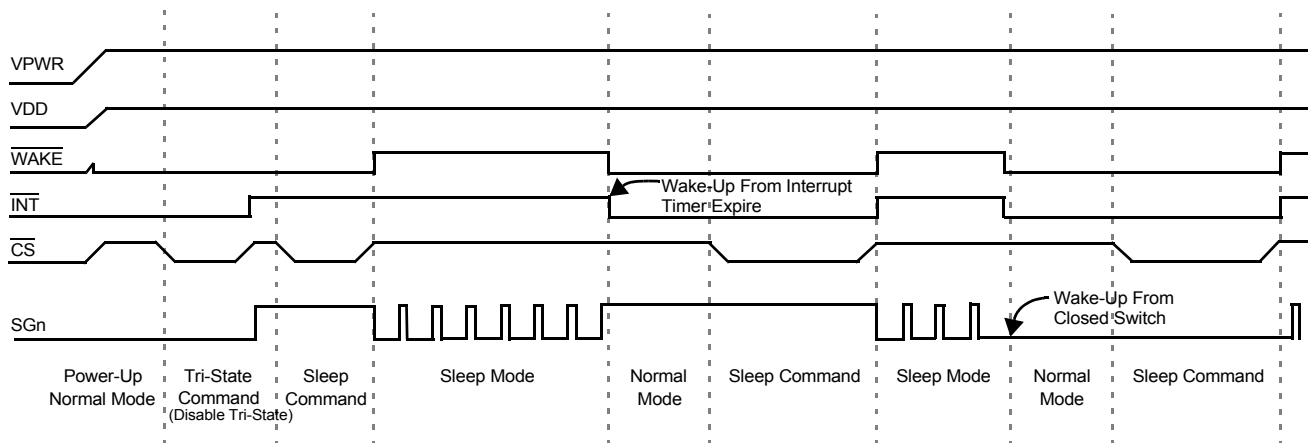 VPWR
VDD
WAKE
INT
Wake-Up From Interrupt
Timer Expire
CS
SGn
Wake-Up From
Closed Switch
Power-Up
Normal Mode
Tri-State
Command
(Disable Tri-State)
Sleep
Command
Sleep Mode
Normal
Mode
Sleep Command
Sleep Mode
Normal
Mode
Sleep Command